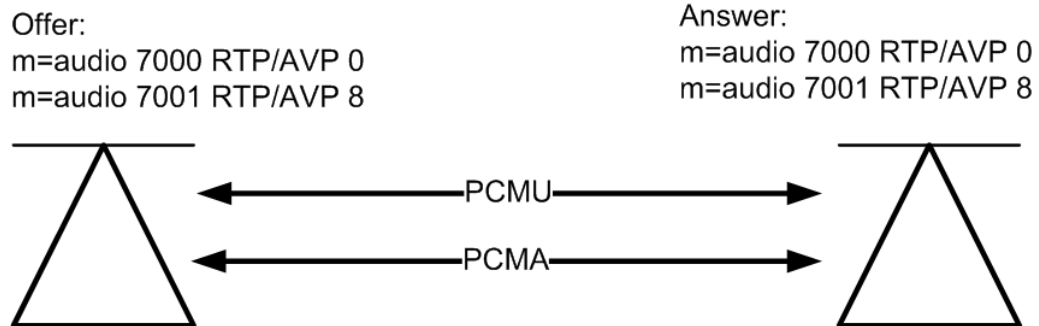 Offer:
m=audio 7000 RTP/AVP 0
m=audio 7001 RTP/AVP 8
Answer:
m=audio 7000 RTP/AVP 0
m=audio 7001 RTP/AVP 8
PCMU
PCMA